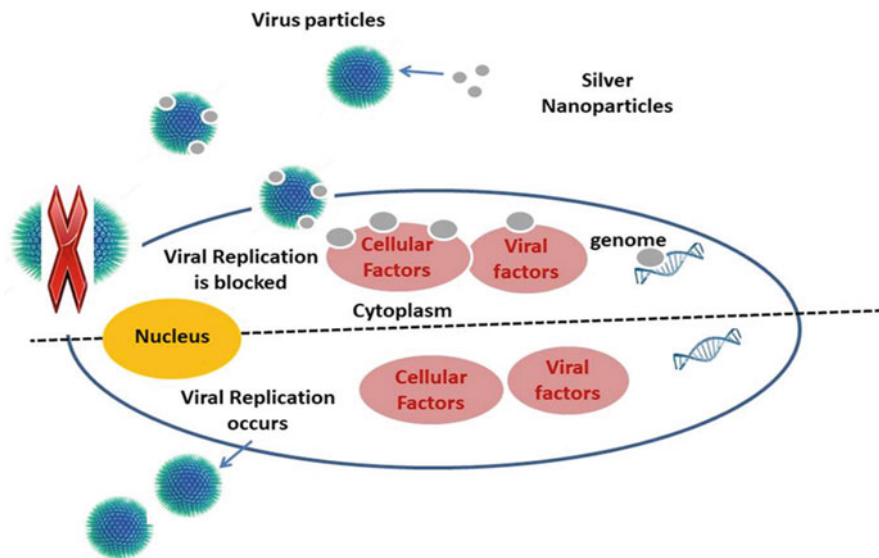 Virus particles
Silver
Nanoparticles
Viral Replication
is blocked
Cellular
Factors
Viral
factors
genome
Cytoplasm
Nucleus
Cellular
Factors
Viral
factors
Viral Replication
occurs